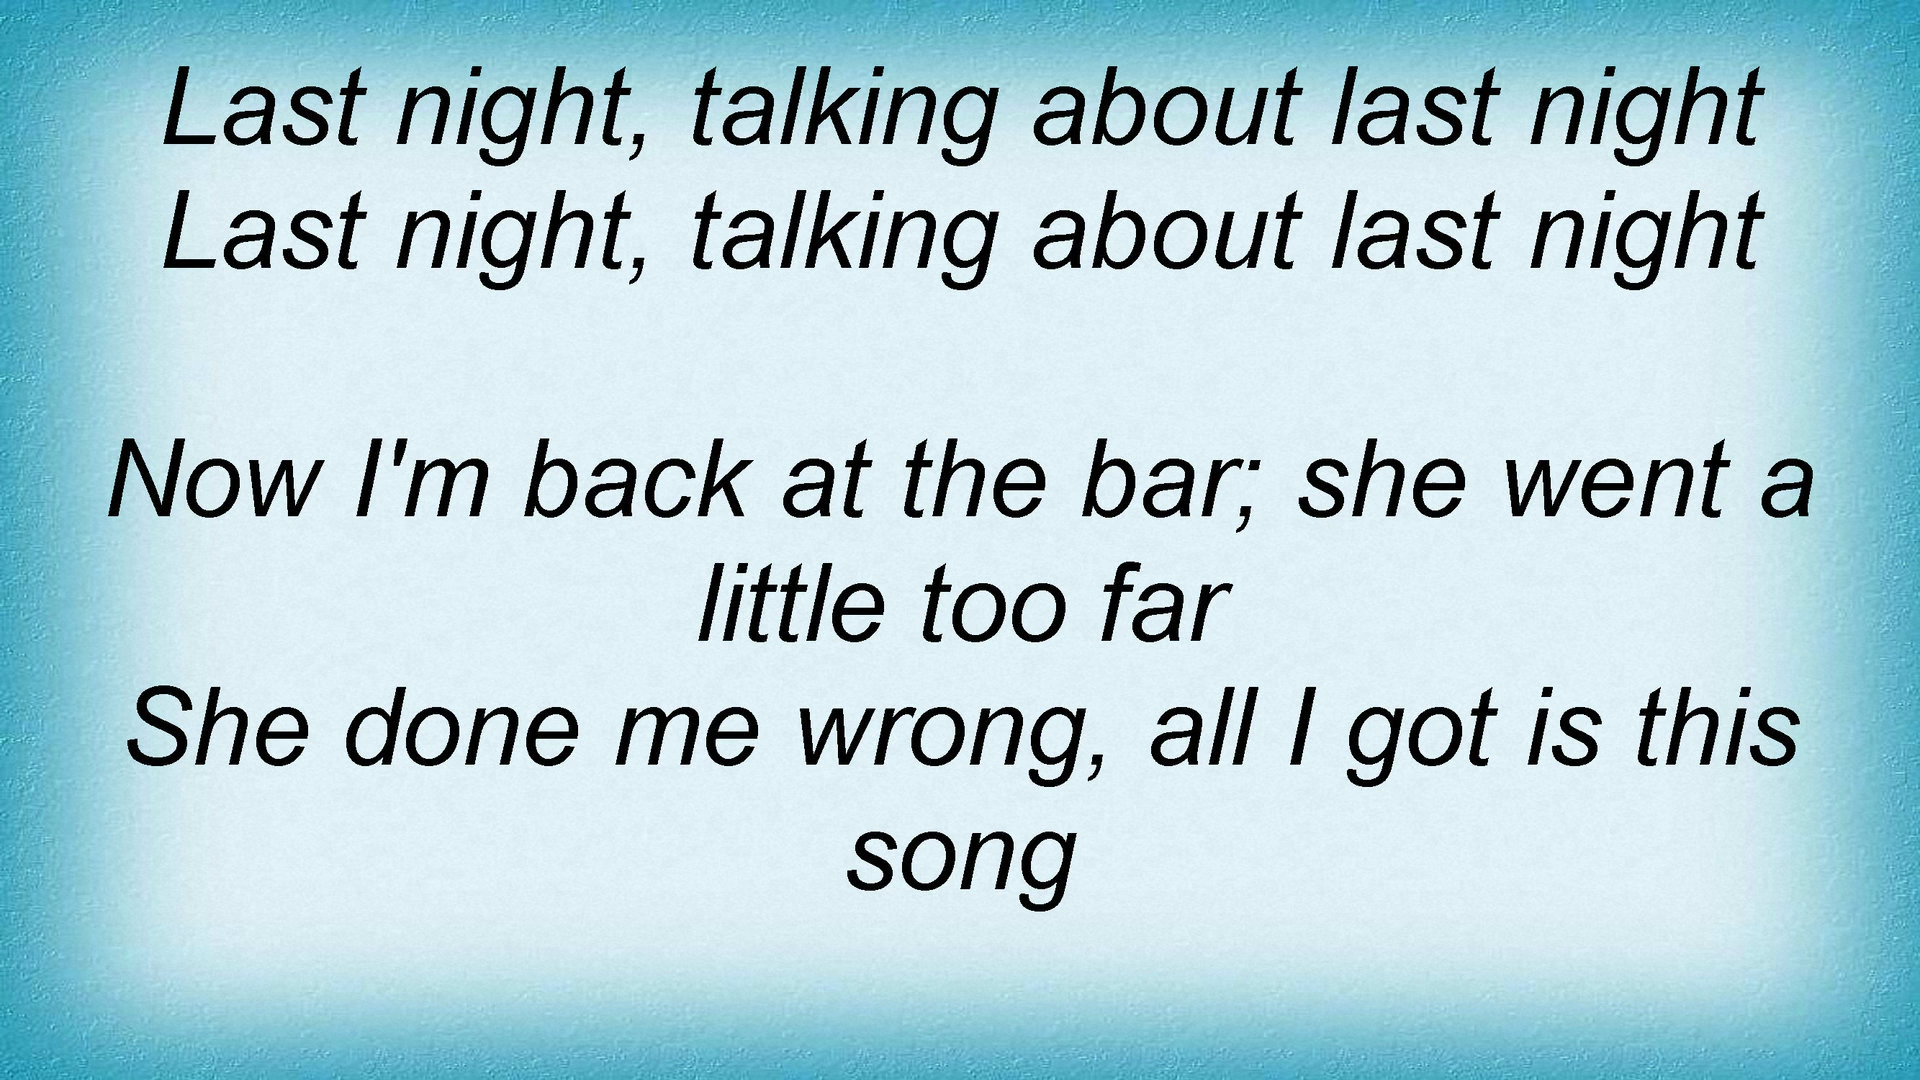 Last night, talking about last night
Last night, talking about last night
Now I'm back at the bar; she went a
little too far
She done me wrong, all I got is this
song